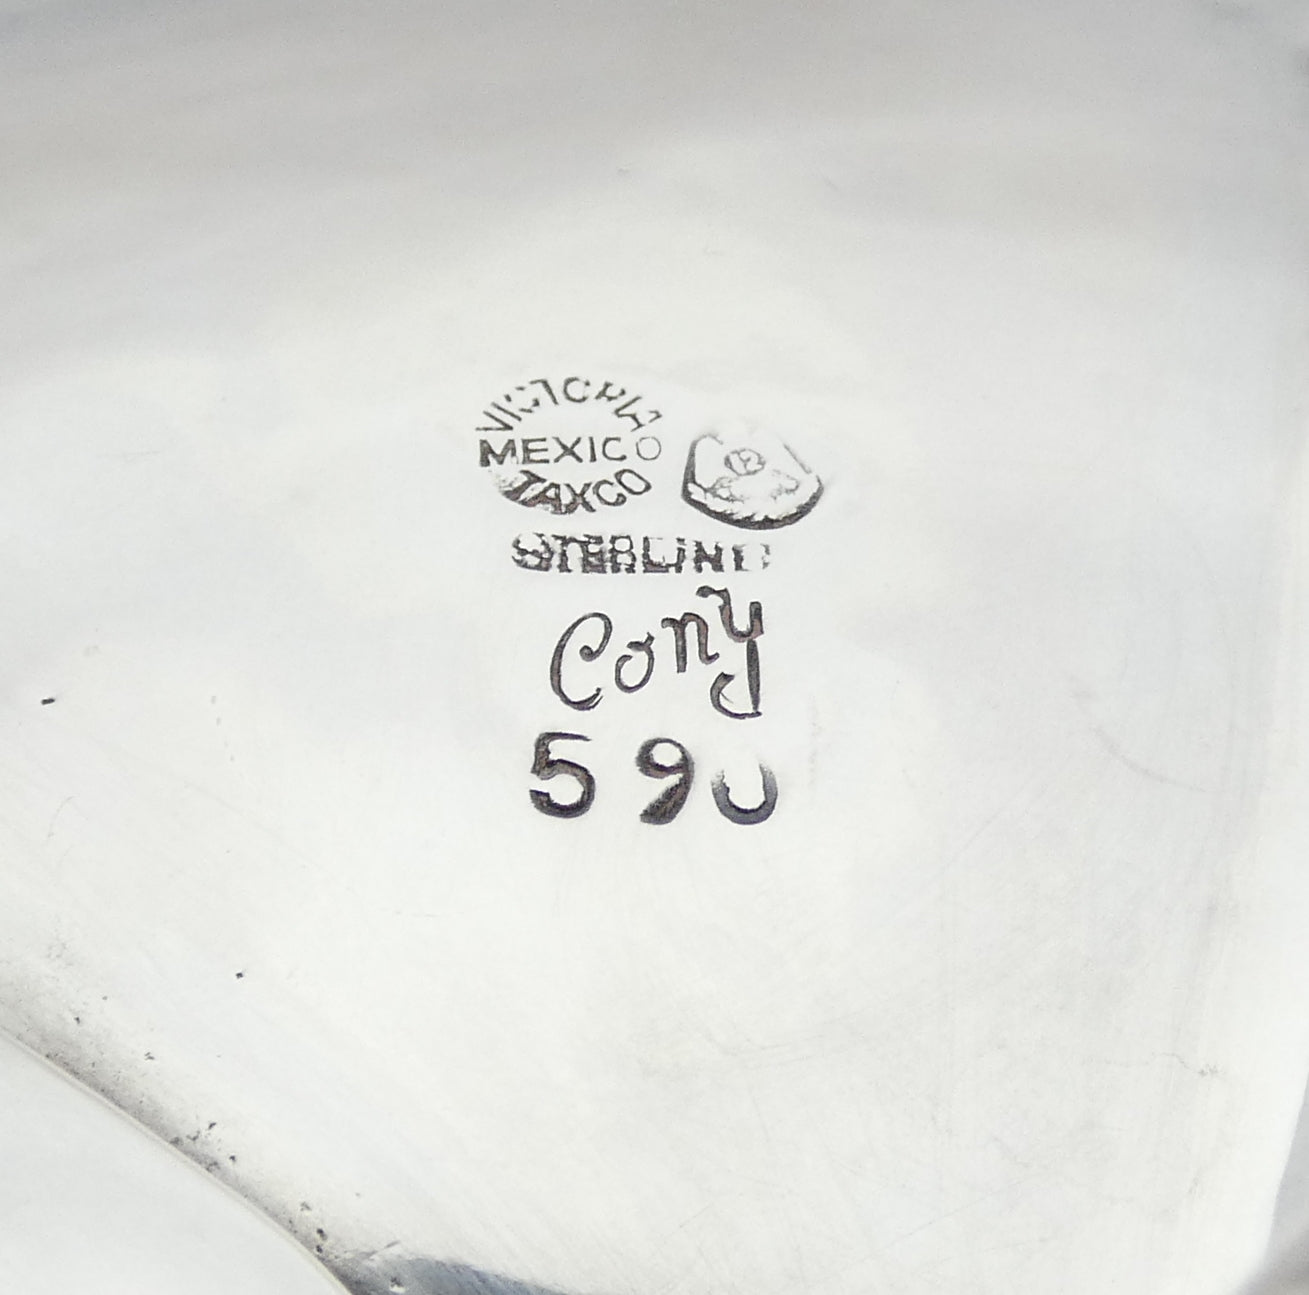 VICTORIA
MEXICO
TAXCO
STERLING
Cony
590